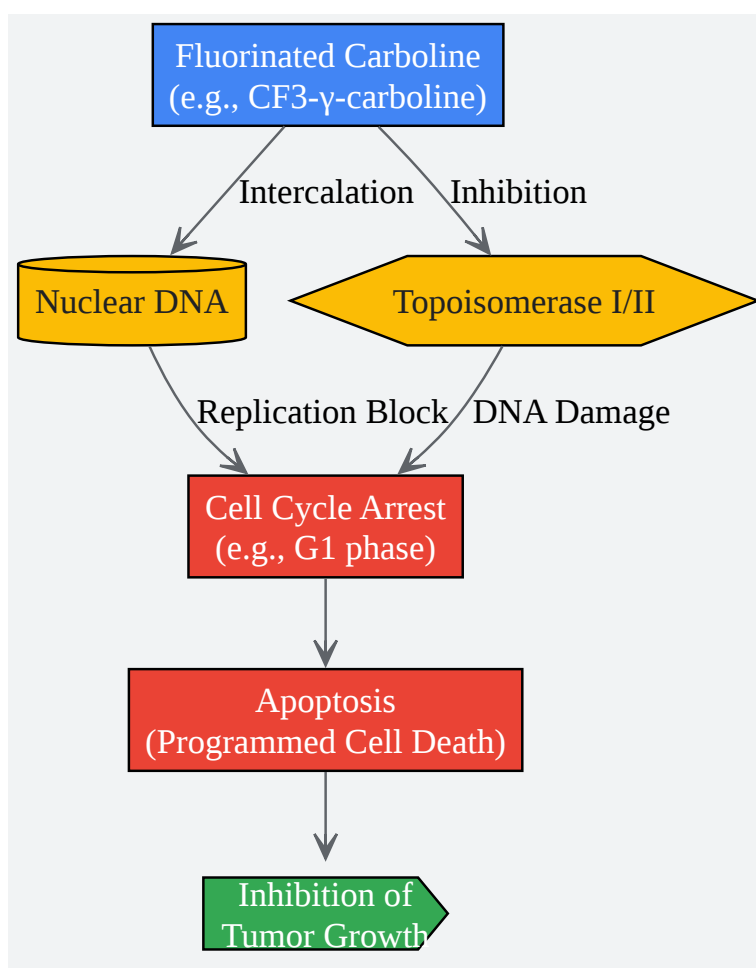 Fluorinated Carboline
(e.g., CF3-γ-carboline)
Intercalation
Inhibition
Nuclear DNA
Topoisomerase I/II
Replication Block
DNA Damage
Cell Cycle Arrest
(e.g., G1 phase)
Apoptosis
(Programmed Cell Death)
Inhibition of
Tumor Growth